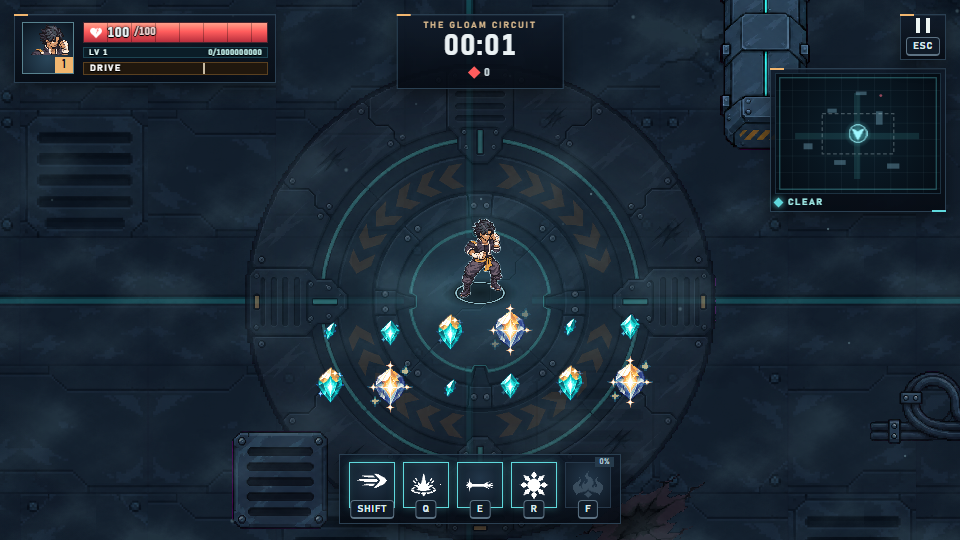 100/100
LV 1
0/1000000000
1
DRIVE
THE GLOAM CIRCUIT
00:01
0
ESC
CLEAR
0%
SHIFT
Q
E
R
F